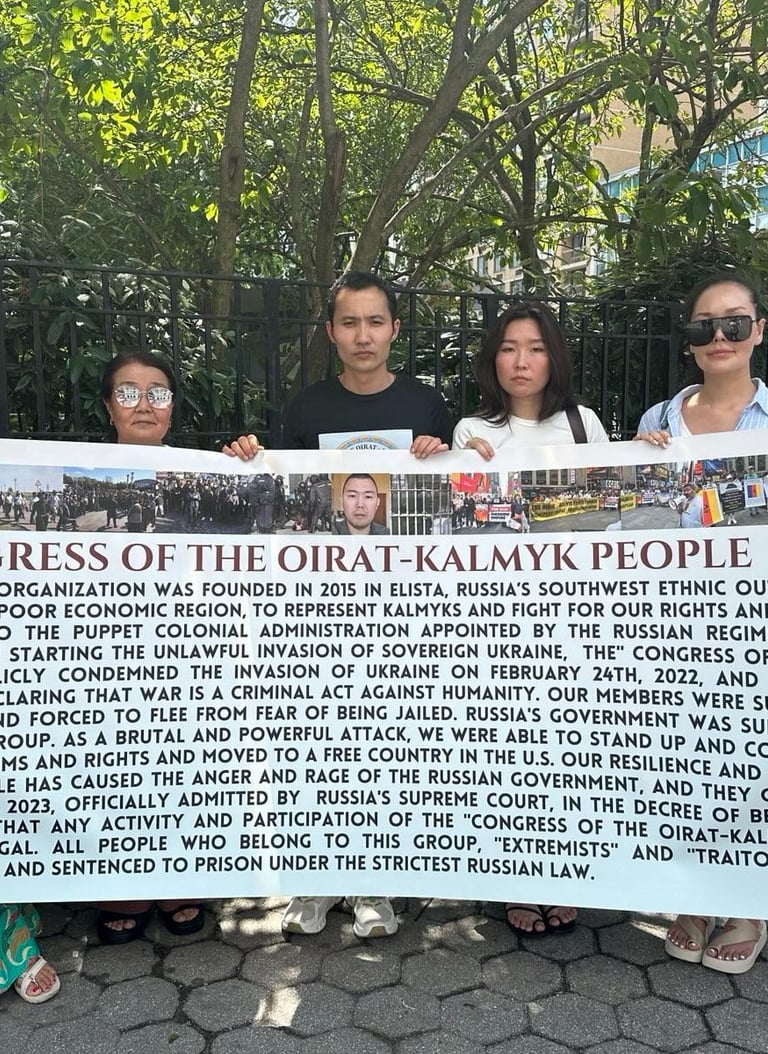 OIRAT-KA
GRESS OF THE OIRAT-KALMYK PEOPLE
ORGANIZATION WAS FOUNDED IN 2015 IN ELISTA, RUSSIA'S SOUTHWEST ETHNIC OU
POOR ECONOMIC REGION, TO REPRESENT KALMYKS AND FIGHT FOR OUR RIGHTS AN
O THE PUPPET COLONIAL ADMINISTRATION APPOINTED BY THE RUSSIAN REGIM
STARTING THE UNLAWFUL INVASION OF SOVEREIGN UKRAINE, THE" CONGRESS OF
LICLY CONDEMNED THE INVASION OF UKRAINE ON FEBRUARY 24TH, 2022, AND
CLARING THAT WAR IS A CRIMINAL ACT AGAINST HUMANITY. OUR MEMBERS WERE SU
ND FORCED TO FLEE FROM FEAR OF BEING JAILED. RUSSIA'S GOVERNMENT WAS SU
ROUP. AS A BRUTAL AND POWERFUL ATTACK, WE WERE ABLE TO STAND UP AND CO
MS AND RIGHTS AND MOVED TO A FREE COUNTRY IN THE U.S. OUR RESILIENCE AND
LE HAS CAUSED THE ANGER AND RAGE OF THE RUSSIAN GOVERNMENT, AND THEY
2023, OFFICIALLY ADMITTED BY RUSSIA'S SUPREME COURT, IN THE DECREE OF BE
THAT ANY ACTIVITY AND PARTICIPATION OF THE "CONGRESS OF THE OIRAT-KAL
GAL. ALL PEOPLE WHO BELONG TO THIS GROUP, "EXTREMISTS" AND "TRAITO
AND SENTENCED TO PRISON UNDER THE STRICTEST RUSSIAN LAW.